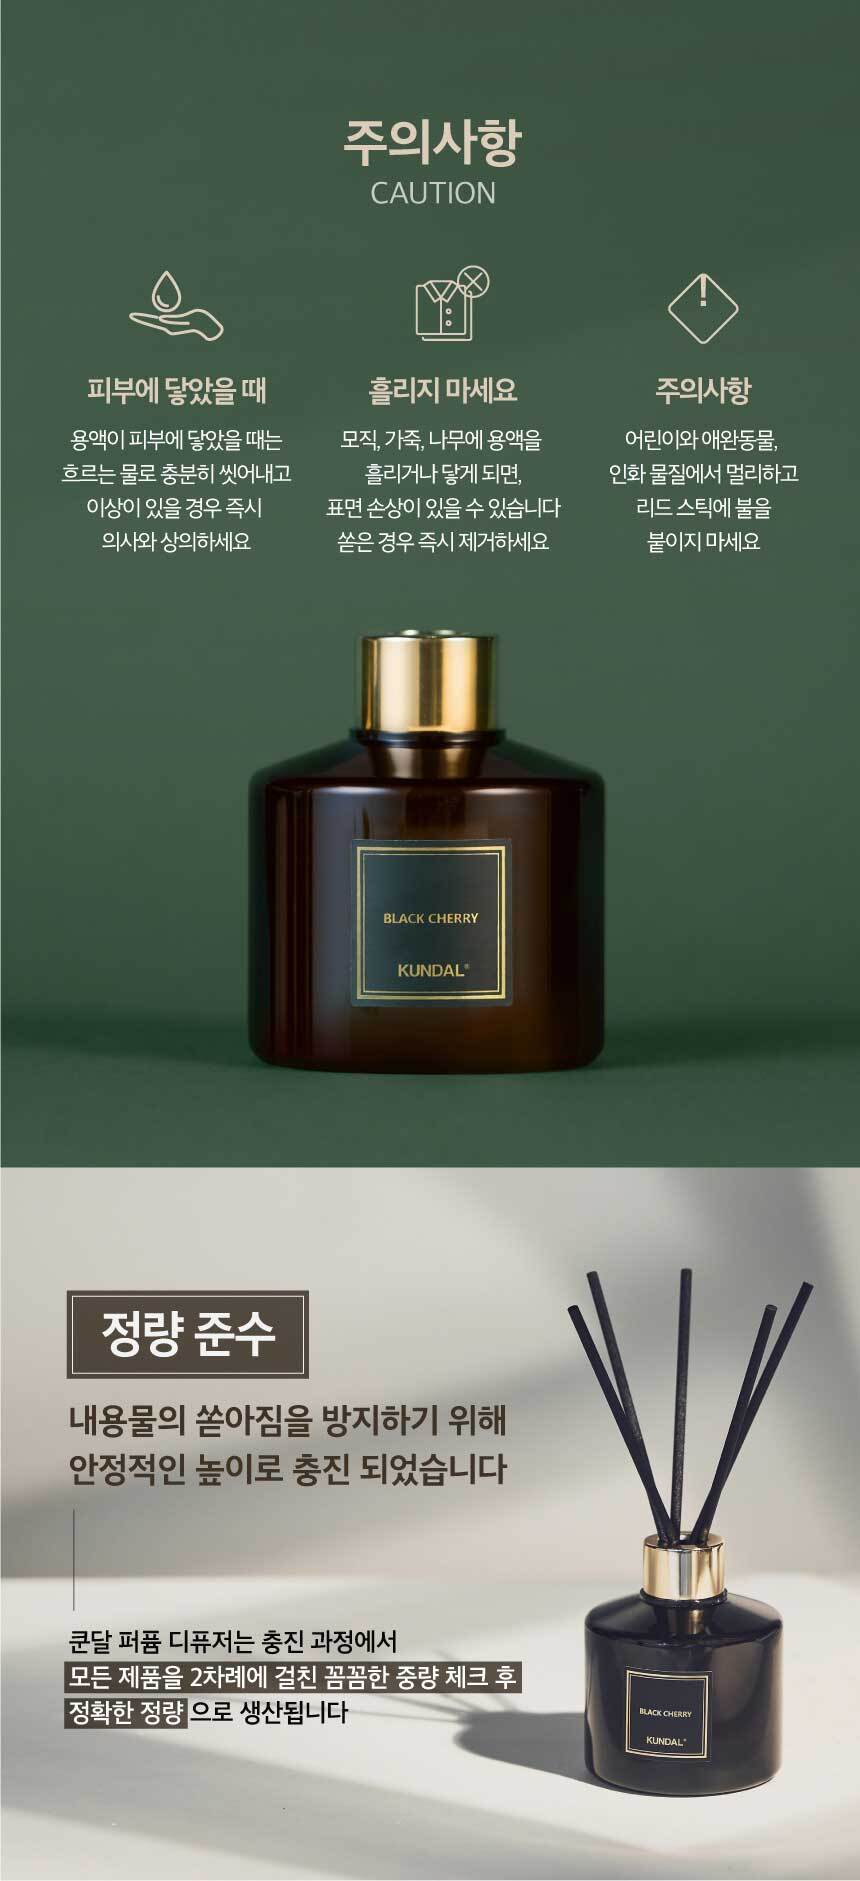 주의사항
CAUTION
피부에 닿았을 때
용액이 피부에 닿았을 때는
흐르는 물로 충분히 씻어내고
이상이 있을 경우 즉시
의사와 상의하세요
흘리지 마세요
모직, 가죽, 나무에 용액을
흘리거나 닿게 되면,
표면 손상이 있을 수 있습니다
쏟은 경우 즉시 제거하세요
주의사항
어린이와 애완동물,
인화 물질에서 멀리하고
리드 스틱에 불을
붙이지 마세요
BLACK CHERRY
KUNDAL®
정량 준수
내용물의 쏟아짐을 방지하기 위해
안정적인 높이로 충진 되었습니다
쿤달 퍼퓸 디퓨저는 충진 과정에서
모든 제품을 2차례에 걸친 꼼꼼한 중량 체크 후
정확한 정량 으로 생산됩니다
BLACK CHERRY
KUNDAL®